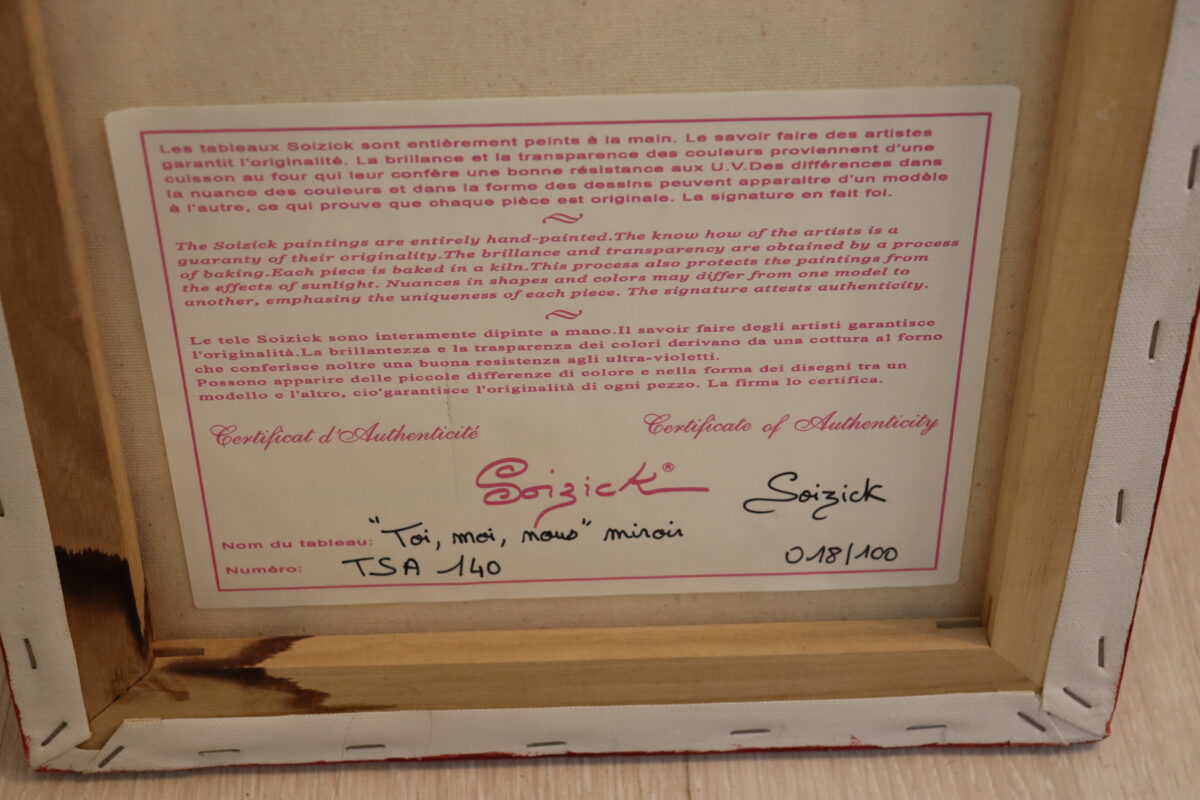 Les tableaux Soizick sont entièrement peints à la main. Le savoir faire des artistes
garantit l'originalité. La brillance et la transparence des couleurs proviennent d'une
cuisson au four qui leur confère une bonne résistance aux U.V.Des différences dans
la nuance des couleurs et dans la forme des dessins peuvent apparaître d'un modèle
à l'autre, ce qui prouve que chaque pièce est originale. La signature en fait foi.
The Soizick paintings are entirely hand-painted.The know how of the artists is a
guaranty of their originality.The brillance and transparency are obtained by a process
of baking.Each piece is baked in a kiln.This process also protects the paintings from
the effects of sunlight. Nuances in shapes and colors may differ from one model to
another, emphasing the uniqueness of each piece. The signature attests authenticity.
Le tele Soizick sono interamente dipinte a mano.Il savoir faire degli artisti garantisce
l'originalità.La brillantezza e la trasparenza dei colori derivano da una cottura al forno
che conferisce noltre una buona resistenza agli ultra-violetti.
Possono apparire delle piccole differenze di colore e nella forma dei disegni tra un
modello e l'altro, cio'garantisce l'originalità di ogni pezzo. La firma lo certifica.
Certificat d'Authenticité Certificate of Authenticity
Soizick® Soizick
Nom du tableau: "Toi, moi, nous" miroir
Numéro: TSA 140 018/100